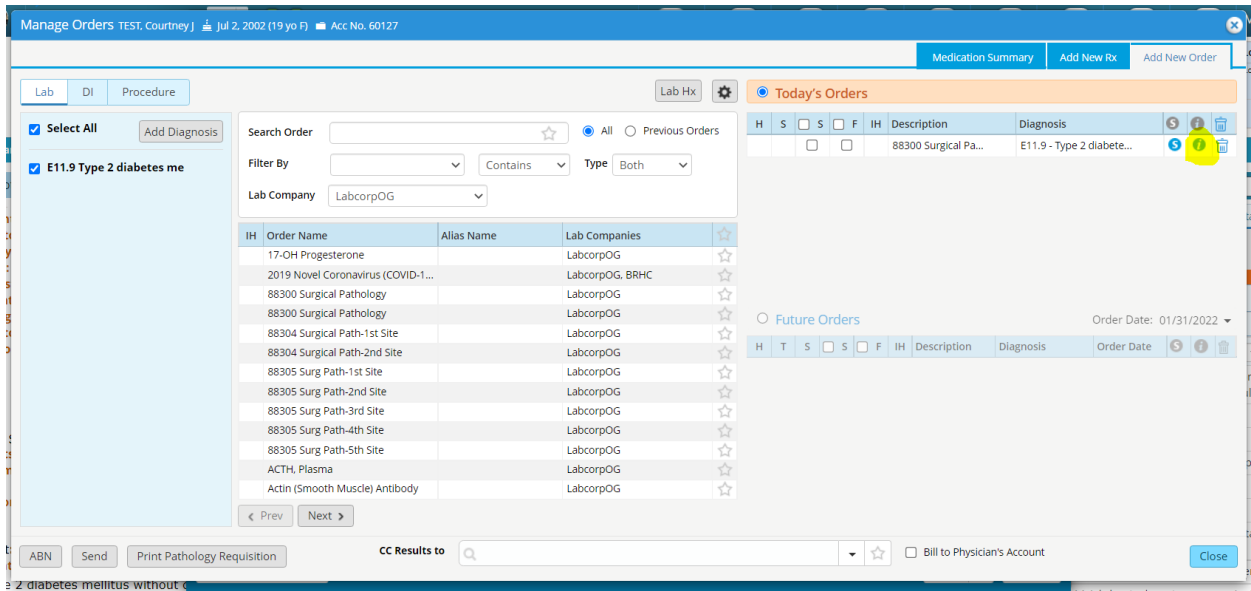 Manage Orders TEST, Courtney J Jul 2, 2002 (19 yo F) Acc No. 60127
Medication Summary Add New Rx Add New Order
Lab DI Procedure
Lab Hx
Select All Add Diagnosis
E11.9 Type 2 diabetes me
Search Order All Previous Orders
Filter By Contains Type Both
Lab Company LabcorpOG
IH Order Name Alias Name Lab Companies
17-OH Progesterone LabcorpOG
2019 Novel Coronavirus (COVID-1... LabcorpOG, BRHC
88300 Surgical Pathology LabcorpOG
88300 Surgical Pathology LabcorpOG
88304 Surgical Path-1st Site LabcorpOG
88304 Surgical Path-2nd Site LabcorpOG
88305 Surg Path-1st Site LabcorpOG
88305 Surg Path-2nd Site LabcorpOG
88305 Surg Path-3rd Site LabcorpOG
88305 Surg Path-4th Site LabcorpOG
88305 Surg Path-5th Site LabcorpOG
ACTH, Plasma LabcorpOG
Actin (Smooth Muscle) Antibody LabcorpOG
Prev Next
Today's Orders
H S S F IH Description Diagnosis S i
88300 Surgical Pa... E11.9 - Type 2 diabete... S i
Future Orders Order Date: 01/31/2022
H T S S F IH Description Diagnosis Order Date S i
ABN Send Print Pathology Requisition CC Results to Bill to Physician's Account Close
e 2 diabetes mellitus without c